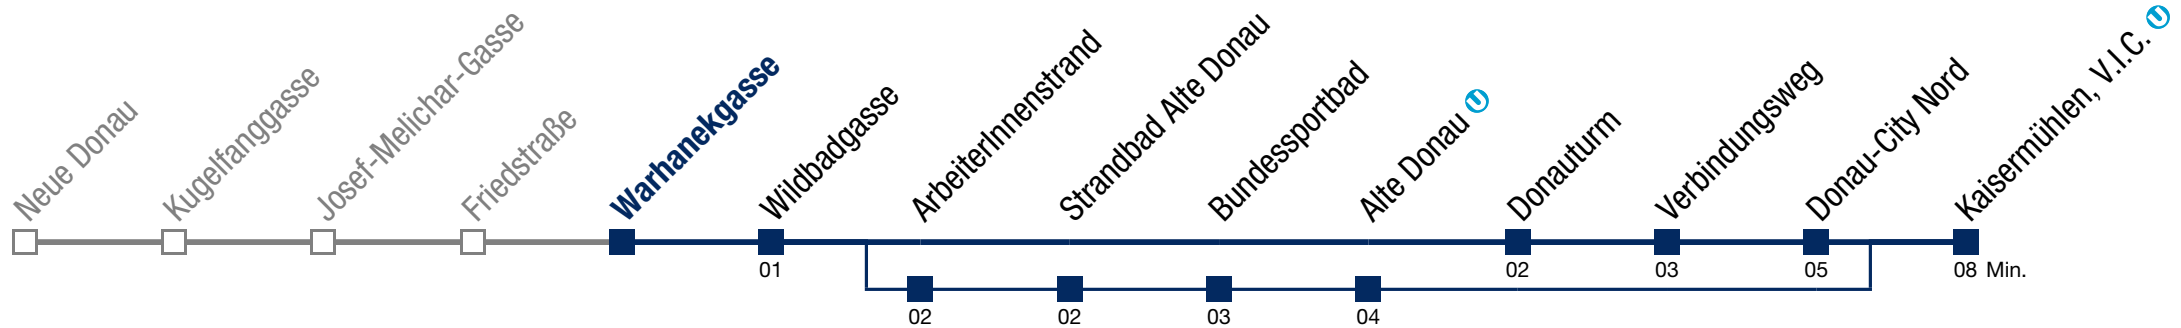 Neue Donau
Kugelfanggasse
Josef-Melichar-Gasse
Friedstraße
Warhanekgasse
Wildbadgasse
ArbeiterInnenstrand
Strandbad Alte Donau
Bundessportbad
Alte Donau U
Donauturm
Verbindungsweg
Donau-City Nord
Kaisermühlen, V.I.C. U
01
02
03
05
08 Min.
02
02
03
04